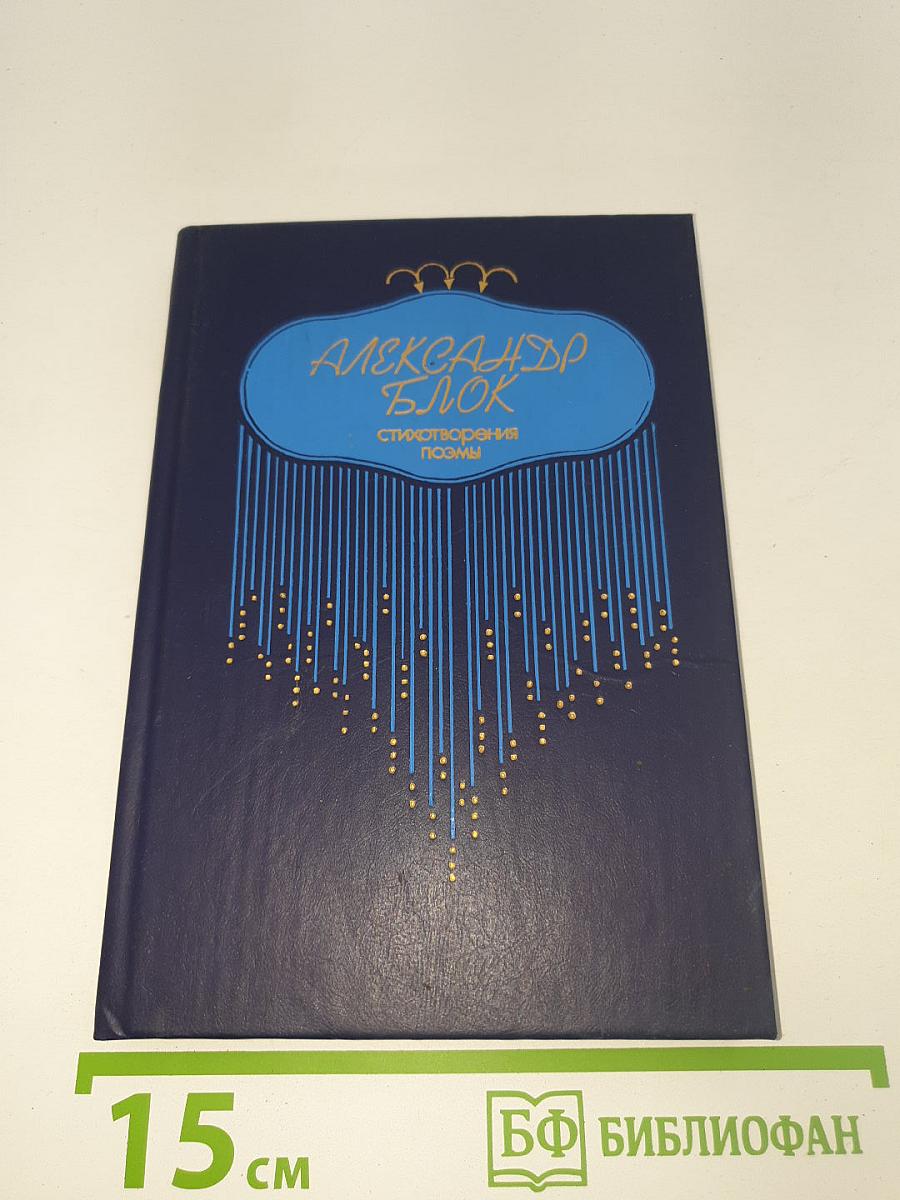 АЛЕКСАНДР
БЛОК
стихотворения
поэмы
15 см
БФ БИБЛИОФАН